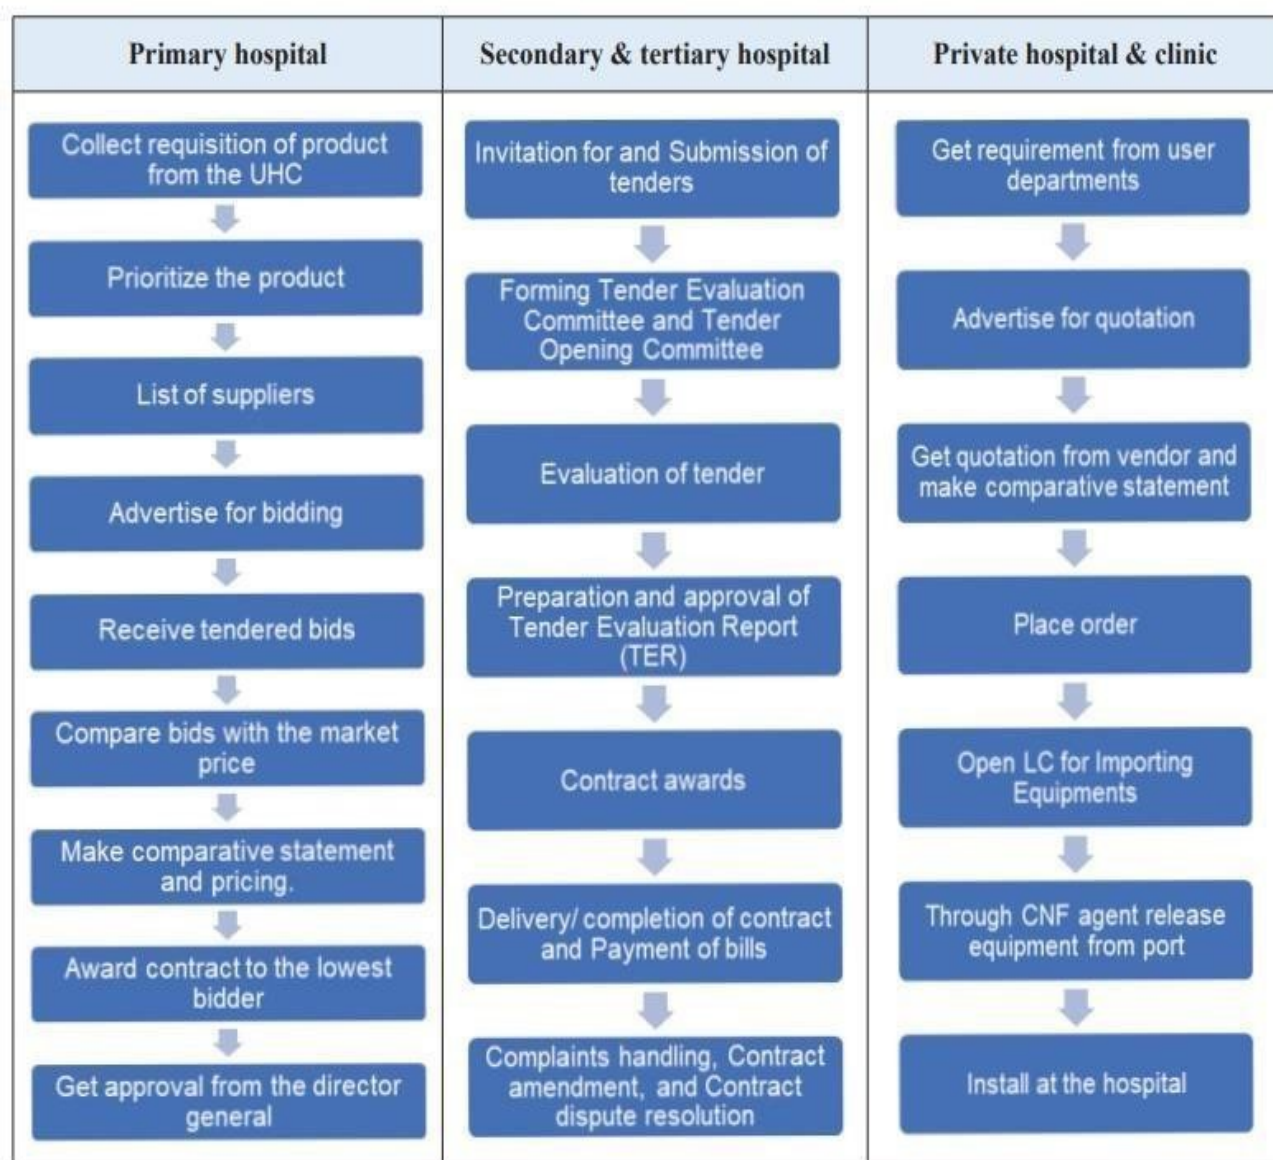 Primary hospital
Collect requisition of product
from the UHC
Prioritize the product
List of suppliers
Advertise for bidding
Receive tendered bids
Compare bids with the market
price
Make comparative statement
and pricing.
Award contract to the lowest
bidder
Get approval from the director
general
Secondary & tertiary hospital
Invitation for and Submission of
tenders
Forming Tender Evaluation
Committee and Tender
Opening Committee
Evaluation of tender
Preparation and approval of
Tender Evaluation Report
(TER)
Contract awards
Delivery/ completion of contract
and Payment of bills
Complaints handling, Contract
amendment, and Contract
dispute resolution
Private hospital & clinic
Get requirement from user
departments
Advertise for quotation
Get quotation from vendor and
make comparative statement
Place order
Open LC for Importing
Equipments
Through CNF agent release
equipment from port
Install at the hospital